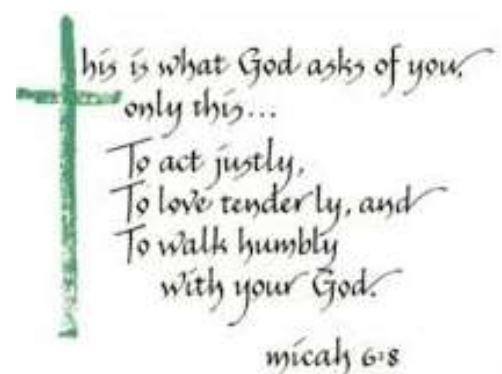 This is what God asks of you,
only this...
To act justly,
To love tenderly, and
To walk humbly
with your God.
micah 6:8